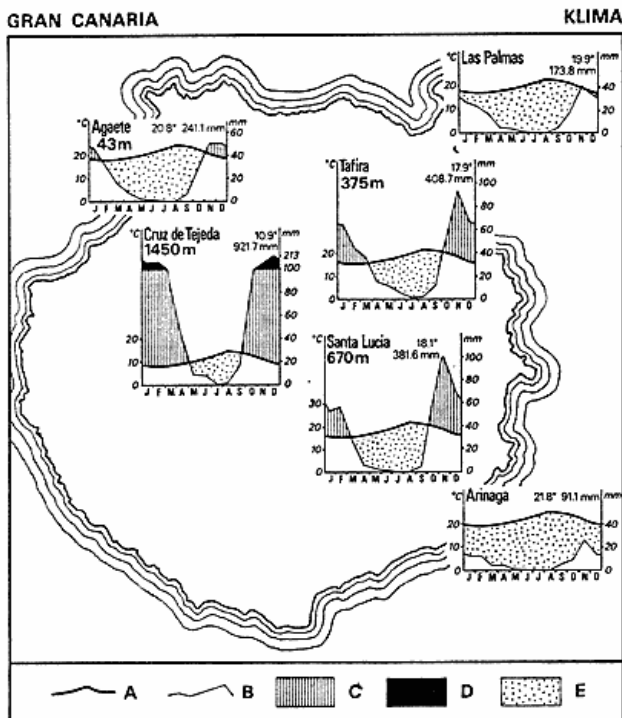 GRAN CANARIA KLIMA
°C Las Palmas 19.9° mm
173.8 mm
20 40
10 20
0 0
J F M A M J J A S O N D
°C Agaete 20.8° 241.1 mm mm
43 m 60
20 40
10 20
0 0
J F M A M J J A S O N D
°C Tafira 17.9° mm
375 m 408.7 mm
100
80
60
20 40
10 20
0 0
J F M A M J J A S O N D
°C Cruz de Tejeda 10.9° mm
1450 m 921.7 mm 213
100
80
60
40
10 20
0 0
J F M A M J J A S O N D
°C Santa Lucia 18.1° mm
670 m 381.6 mm 100
80
30 60
20 40
10 20
0 0
J F M A M J J A S O N D
°C Arinaga 21.8° 91.1 mm mm
20 40
10 20
0 0
J F M A M J J A S O N D
A B C D E